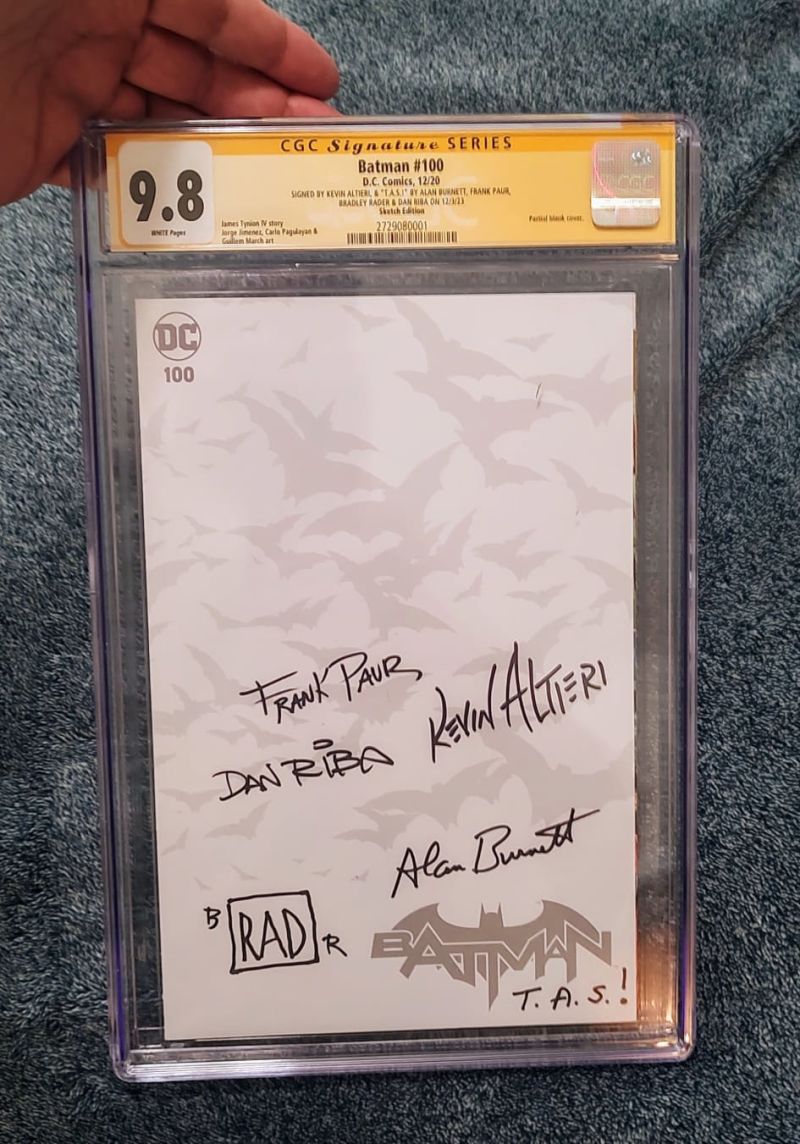 CGC Signature SERIES
Batman #100
D.C. Comics, 12/20
SIGNED BY KEVIN ALTIERI, & "T.A.S.!" BY ALAN BURNETT, FRANK PAUR,
BRADLEY RADER & DAN RIBA ON 12/3/23
Sketch Edition
9.8
WHITE Pages
James Tynion IV story
Jorge Jimenez, Carlo Pagulayan &
Guillem March art
2729080001
Partial blank cover.
CGC
DC
100
FRANK PAUR
KEVIN ALTIERI
DAN RIBA
Alan Burnett
B RAD R
BATMAN
T. A. S. !